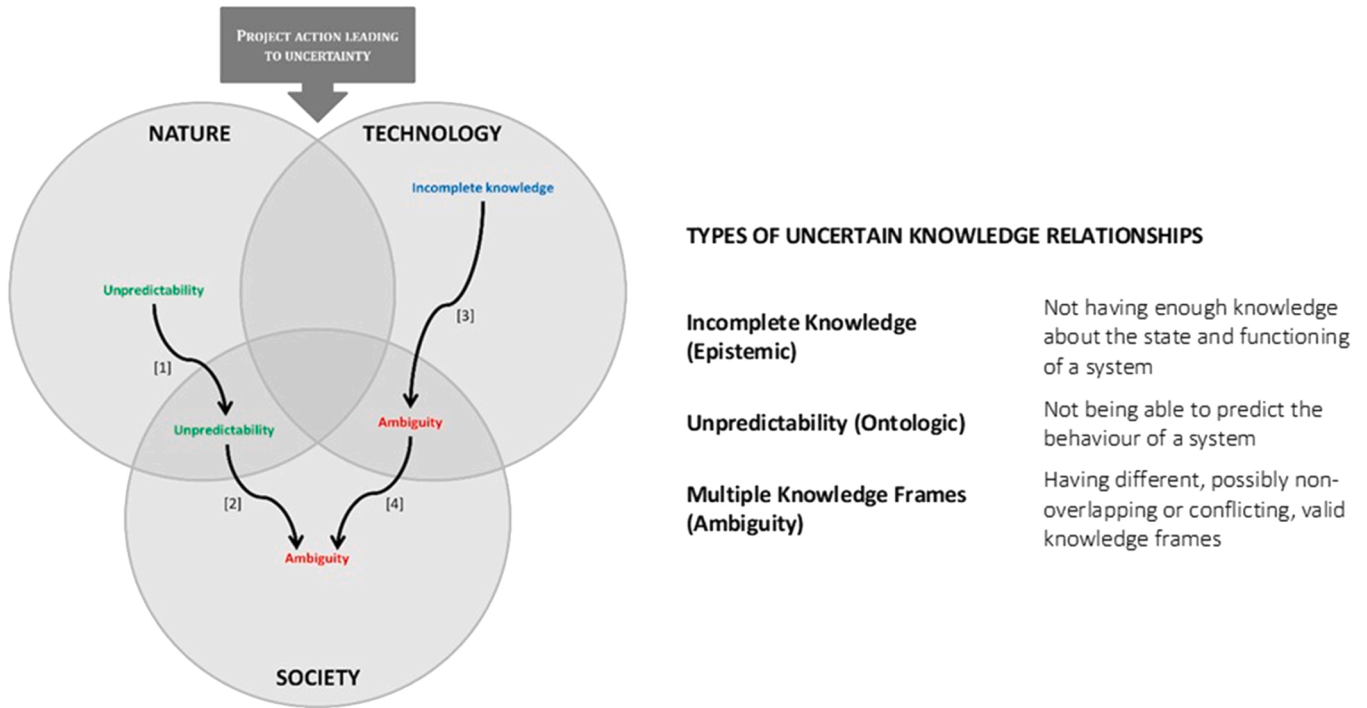 PROJECT ACTION LEADING
TO UNCERTAINTY
NATURE
TECHNOLOGY
Incomplete knowledge
Unpredictability
[3]
[1]
Ambiguity
Unpredictability
[2]
[4]
Ambiguity
SOCIETY
TYPES OF UNCERTAIN KNOWLEDGE RELATIONSHIPS
Incomplete Knowledge
(Epistemic)
Not having enough knowledge
about the state and functioning
of a system
Unpredictability (Ontologic)
Not being able to predict the
behaviour of a system
Multiple Knowledge Frames
(Ambiguity)
Having different, possibly non-
overlapping or conflicting, valid
knowledge frames